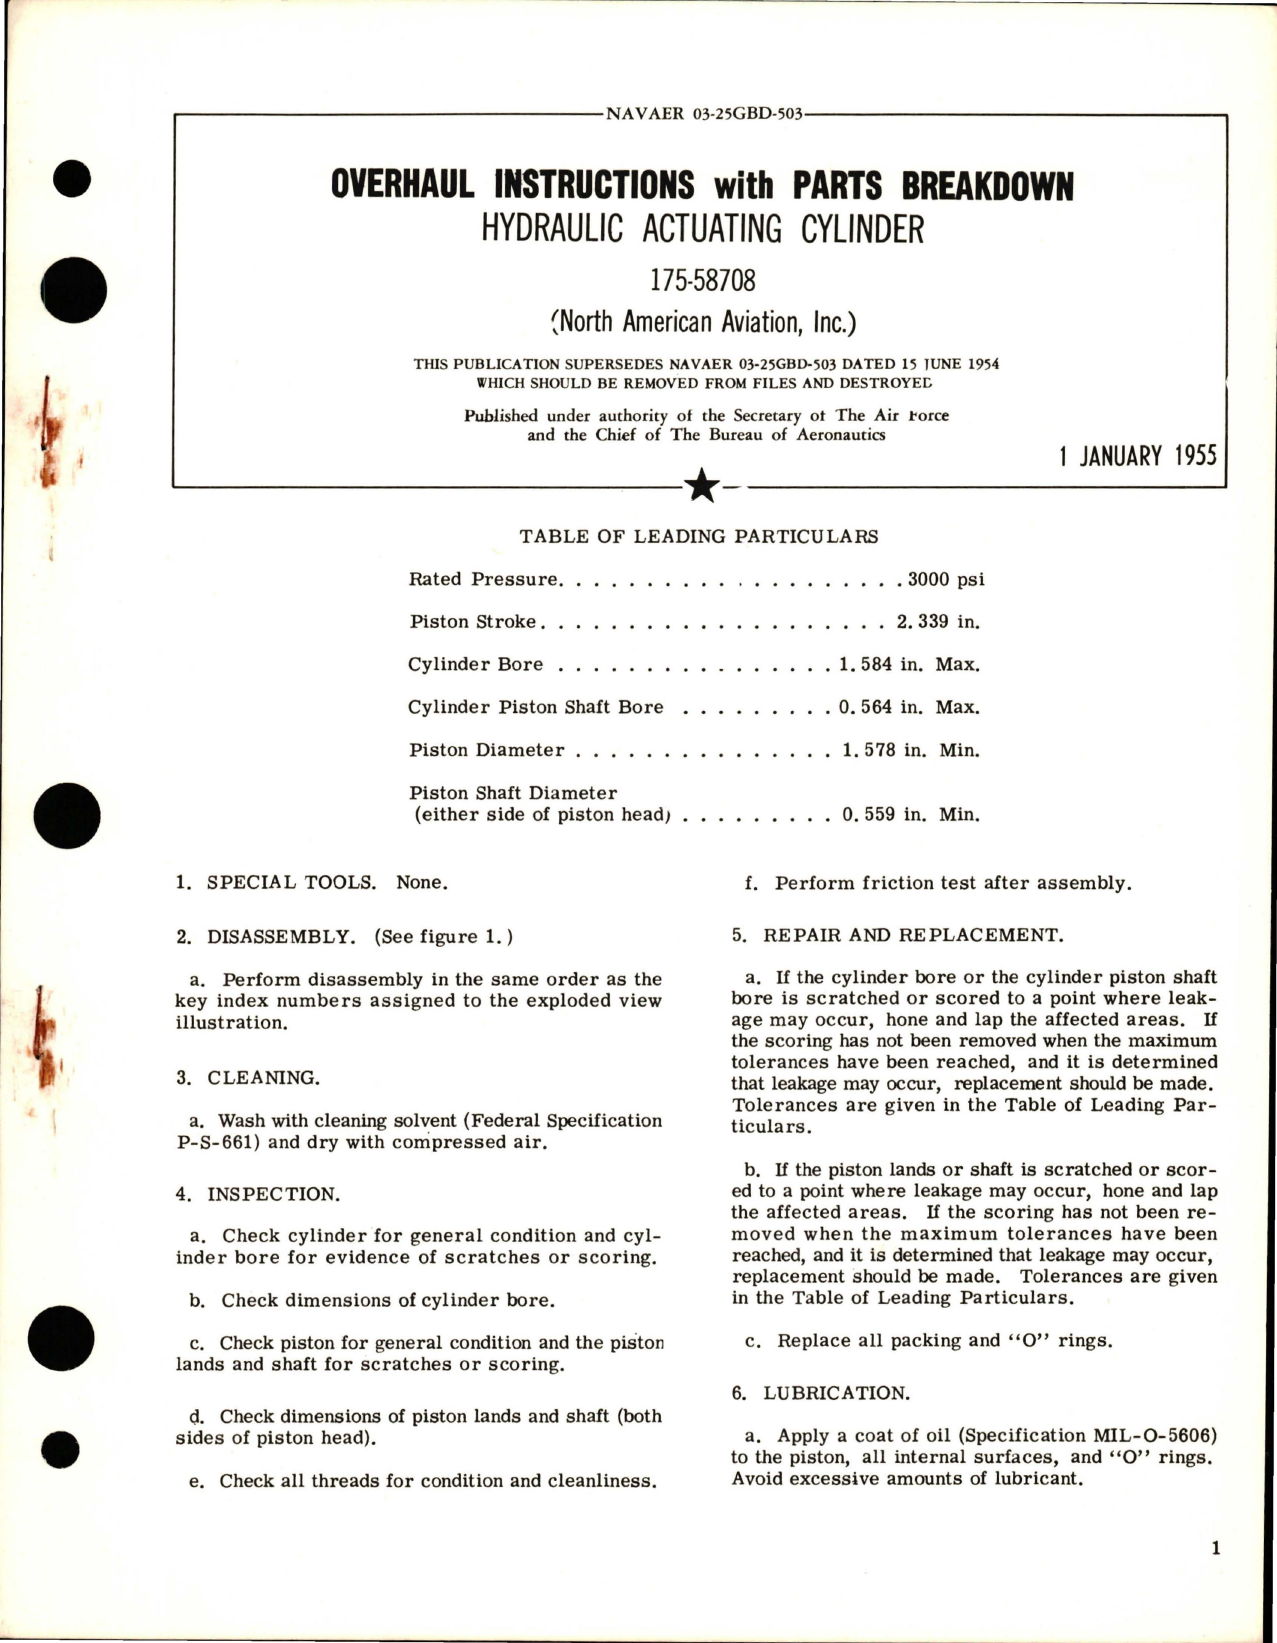 NAVAER 03-25GBD-503
OVERHAUL INSTRUCTIONS with PARTS BREAKDOWN
HYDRAULIC ACTUATING CYLINDER
175-58708
(North American Aviation, Inc.)
THIS PUBLICATION SUPERSEDES NAVAER 03-25GBD-503 DATED 15 JUNE 1954
WHICH SHOULD BE REMOVED FROM FILES AND DESTROYED
Published under authority of the Secretary of The Air Force
and the Chief of The Bureau of Aeronautics
1 JANUARY 1955
TABLE OF LEADING PARTICULARS
Rated Pressure. . . . . . . . . . . . . . . . . . . . 3000 psi
Piston Stroke. . . . . . . . . . . . . . . . . . . . 2.339 in.
Cylinder Bore . . . . . . . . . . . . . . . . 1.584 in. Max.
Cylinder Piston Shaft Bore . . . . . . . . . 0.564 in. Max.
Piston Diameter . . . . . . . . . . . . . . . 1.578 in. Min.
Piston Shaft Diameter
(either side of piston head) . . . . . . . . . 0.559 in. Min.
1. SPECIAL TOOLS. None.
2. DISASSEMBLY. (See figure 1.)
a. Perform disassembly in the same order as the
key index numbers assigned to the exploded view
illustration.
3. CLEANING.
a. Wash with cleaning solvent (Federal Specification
P-S-661) and dry with compressed air.
4. INSPECTION.
a. Check cylinder for general condition and cyl-
inder bore for evidence of scratches or scoring.
b. Check dimensions of cylinder bore.
c. Check piston for general condition and the piston
lands and shaft for scratches or scoring.
d. Check dimensions of piston lands and shaft (both
sides of piston head).
e. Check all threads for condition and cleanliness.
f. Perform friction test after assembly.
5. REPAIR AND REPLACEMENT.
a. If the cylinder bore or the cylinder piston shaft
bore is scratched or scored to a point where leak-
age may occur, hone and lap the affected areas. If
the scoring has not been removed when the maximum
tolerances have been reached, and it is determined
that leakage may occur, replacement should be made.
Tolerances are given in the Table of Leading Par-
ticulars.
b. If the piston lands or shaft is scratched or scor-
ed to a point where leakage may occur, hone and lap
the affected areas. If the scoring has not been re-
moved when the maximum tolerances have been
reached, and it is determined that leakage may occur,
replacement should be made. Tolerances are given
in the Table of Leading Particulars.
c. Replace all packing and "O" rings.
6. LUBRICATION.
a. Apply a coat of oil (Specification MIL-O-5606)
to the piston, all internal surfaces, and "O" rings.
Avoid excessive amounts of lubricant.
1